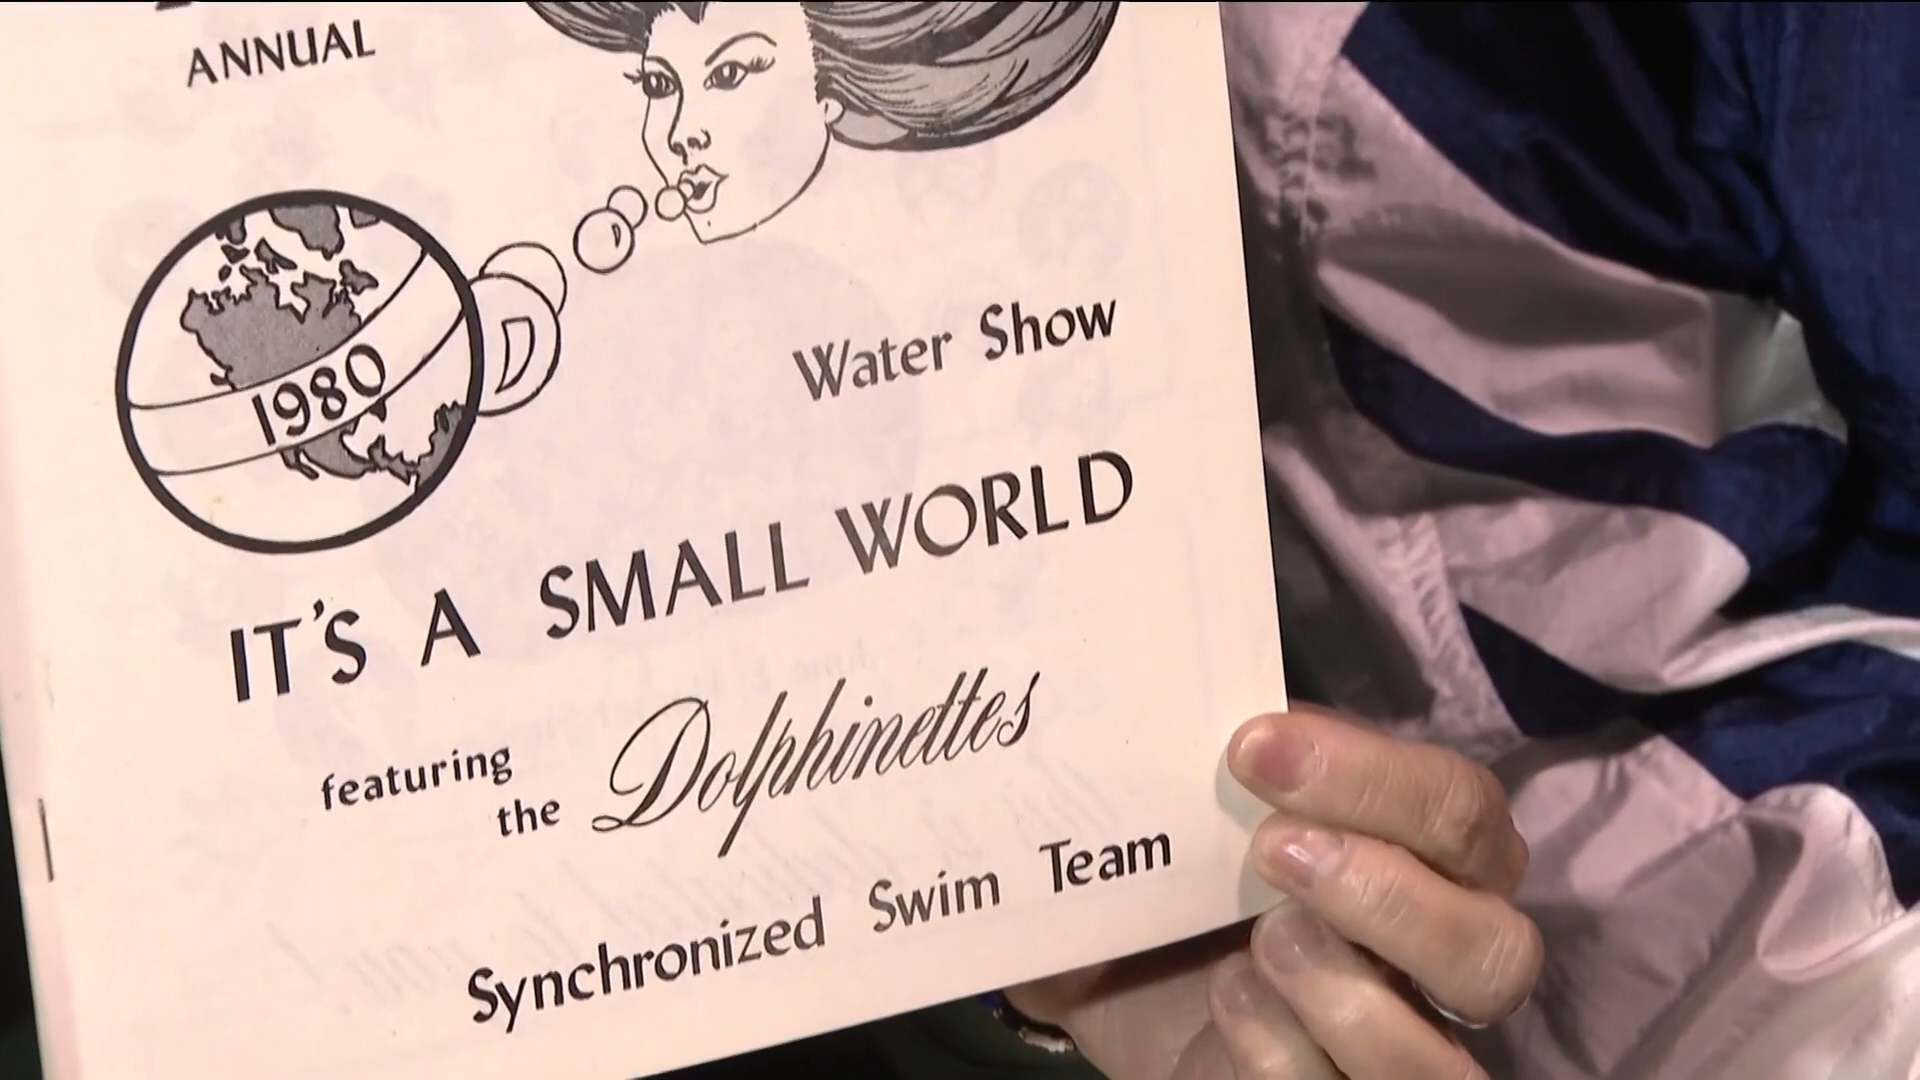 ANNUAL
1980
Water Show
IT'S A SMALL WORLD
featuring
the Dolphinettes
Synchronized Swim Team